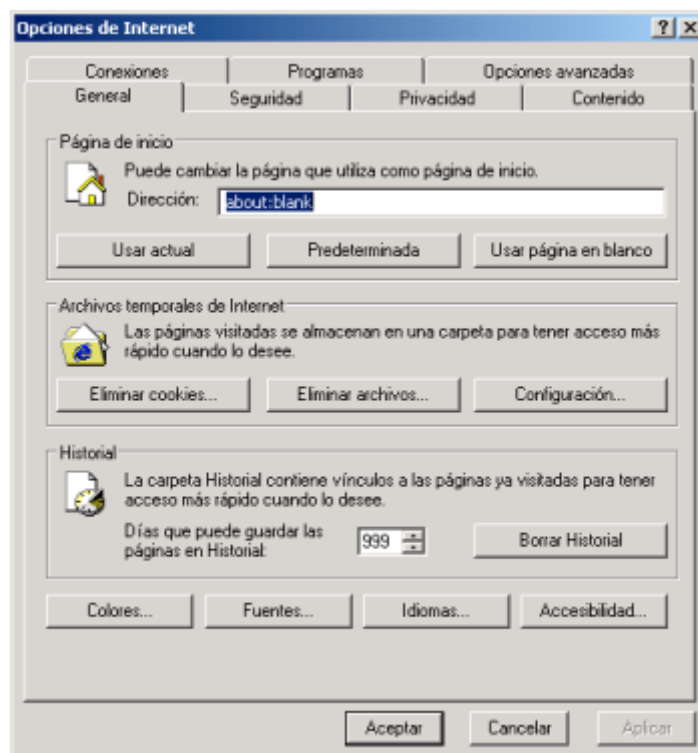 Opciones de Internet
Conexiones Programas Opciones avanzadas
General Seguridad Privacidad Contenido
Página de inicio
Puede cambiar la página que utiliza como página de inicio.
Dirección: about:blank
Usar actual Predeterminada Usar página en blanco
Archivos temporales de Internet
Las páginas visitadas se almacenan en una carpeta para tener acceso más
rápido cuando lo desee.
Eliminar cookies... Eliminar archivos... Configuración...
Historial
La carpeta Historial contiene vínculos a las páginas ya visitadas para tener
acceso más rápido cuando lo desee.
Días que puede guardar las
páginas en Historial: 999 Borrar Historial
Colores... Fuentes... Idiomas... Accesibilidad...
Aceptar Cancelar Aplicar